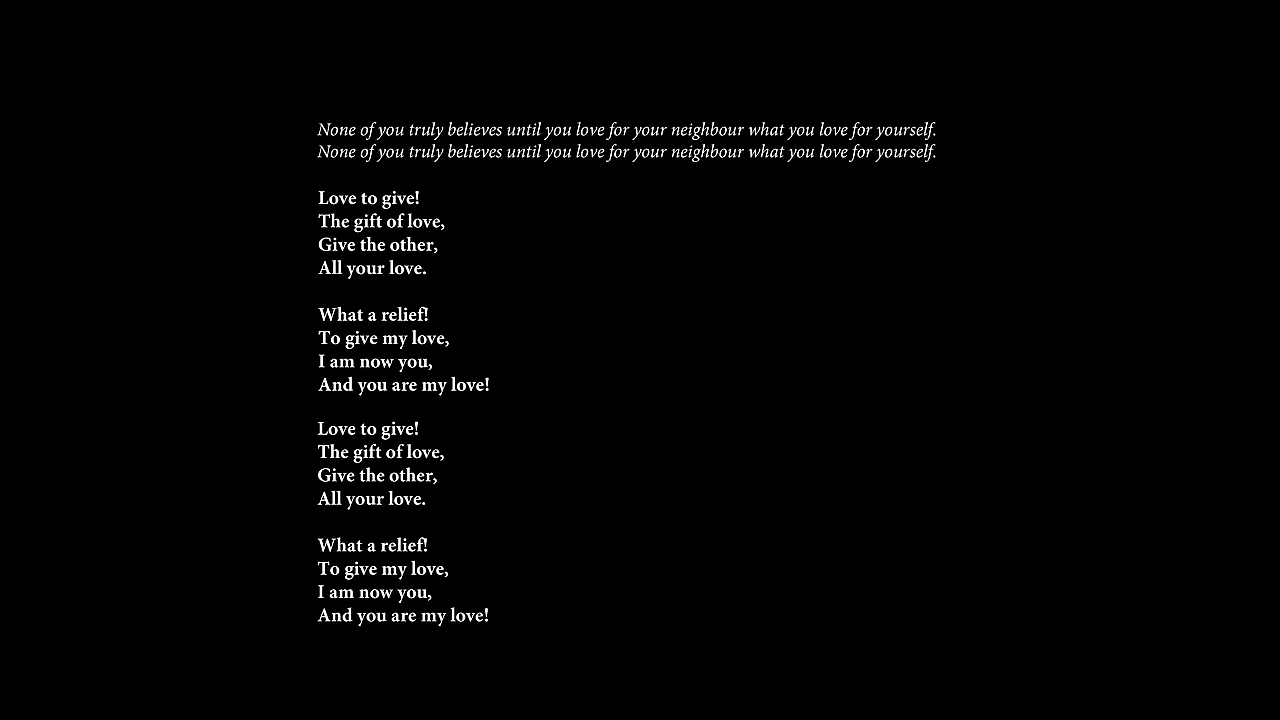 None of you truly believes until you love for your neighbour what you love for yourself.
None of you truly believes until you love for your neighbour what you love for yourself.
Love to give!
The gift of love,
Give the other,
All your love.
What a relief!
To give my love,
I am now you,
And you are my love!
Love to give!
The gift of love,
Give the other,
All your love.
What a relief!
To give my love,
I am now you,
And you are my love!